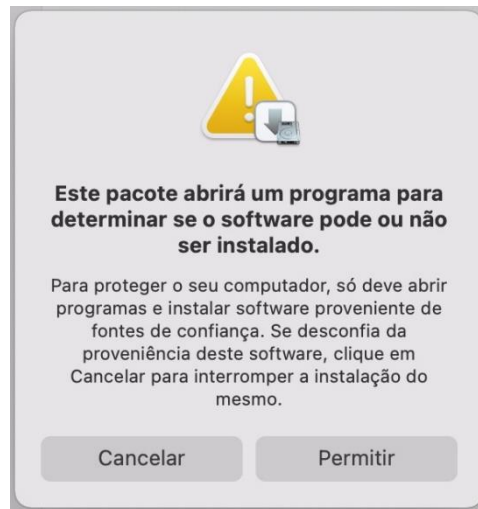 Este pacote abrirá um programa para
determinar se o software pode ou não
ser instalado.
Para proteger o seu computador, só deve abrir
programas e instalar software proveniente de
fontes de confiança. Se desconfia da
proveniência deste software, clique em
Cancelar para interromper a instalação do
mesmo.
Cancelar
Permitir